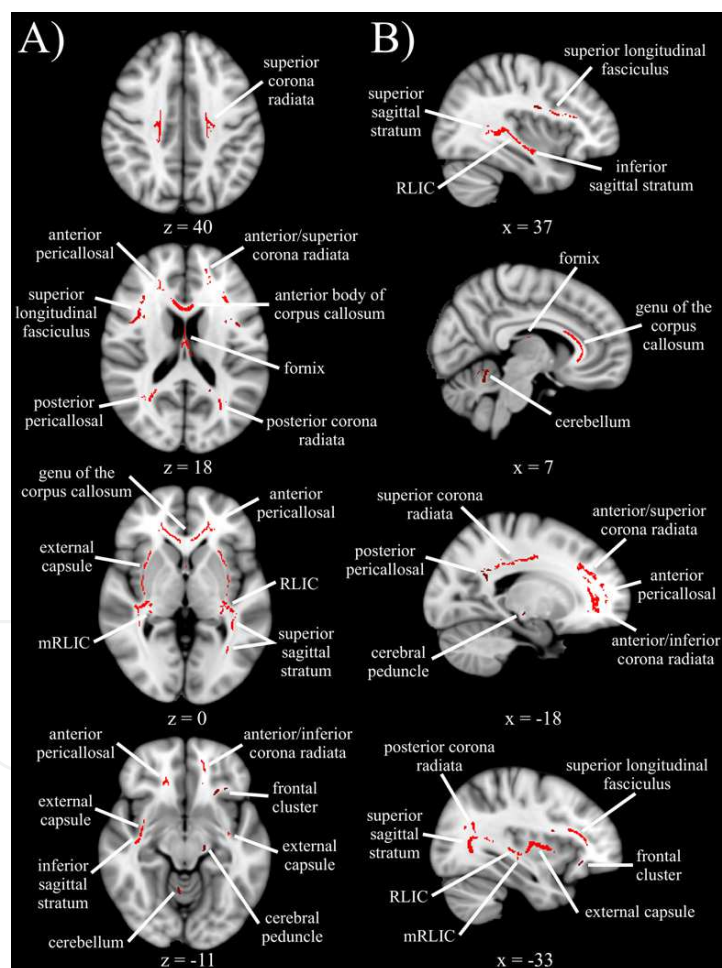 A)
superior
corona
radiata
z = 40
anterior
pericallosal
anterior/superior
corona radiata
superior
longitudinal
fasciculus
anterior body of
corpus callosum
fornix
posterior
pericallosal
posterior corona
radiata
z = 18
genu of the
corpus callosum
anterior
pericallosal
external
capsule
RLIC
mRLIC
superior
sagittal
stratum
z = 0
anterior
pericallosal
anterior/inferior
corona radiata
frontal
cluster
external
capsule
external
capsule
inferior
sagittal
stratum
cerebral
peduncle
cerebellum
z = -11
B)
superior longitudinal
fasciculus
superior
sagittal
stratum
RLIC
inferior
sagittal stratum
x = 37
fornix
genu of the
corpus
callosum
cerebellum
x = 7
superior corona
radiata
anterior/superior
corona radiata
posterior
pericallosal
anterior
pericallosal
cerebral
peduncle
anterior/inferior
corona radiata
x = -18
posterior corona
radiata
superior longitudinal
fasciculus
superior
sagittal
stratum
frontal
cluster
RLIC
external capsule
mRLIC
x = -33